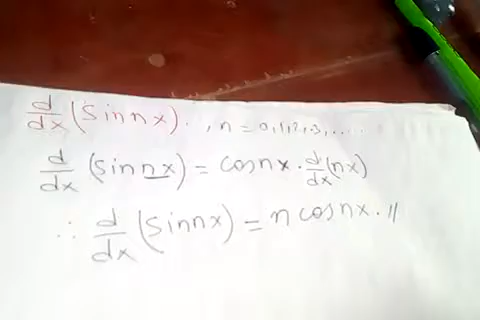 d/dx (sin nx). , n = 0,1,2,3,....
d/dx (sin nx) = cos nx . d/dx (nx)
∴ d/dx (sin nx) = n cos nx . //